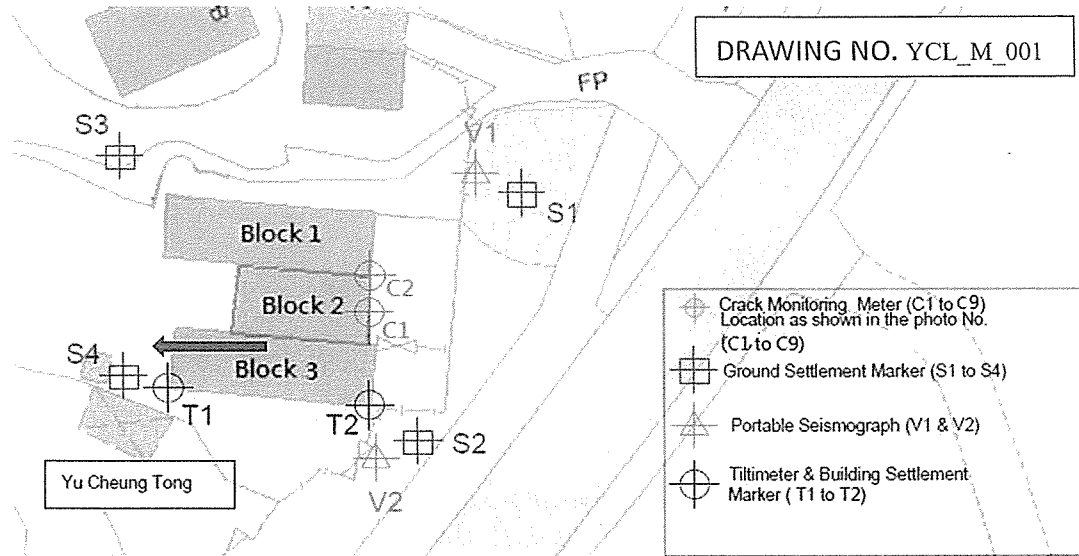 DRAWING NO. YCL_M_001
FP
S3
V1
S1
Block 1
C2
Block 2
C1
S4
Block 3
T1
T2
S2
V2
Yu Cheung Tong
Crack Monitoring Meter (C1 to C9)
Location as shown in the photo No.
(C1 to C9)
Ground Settlement Marker (S1 to S4)
Portable Seismograph (V1 & V2)
Tiltimeter & Building Settlement
Marker ( T1 to T2)